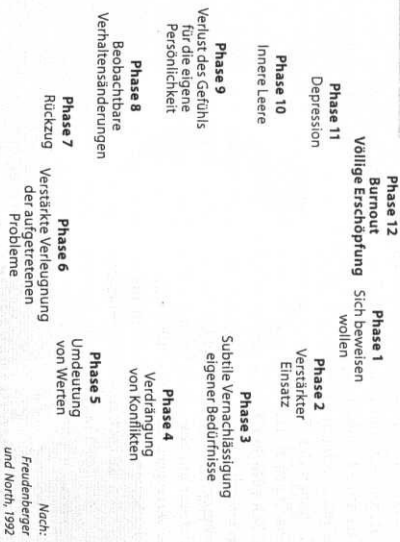 Phase 12
Burnout
Völlige Erschöpfung
Phase 1
Sich beweisen
wollen
Phase 2
Verstärkter
Einsatz
Phase 3
Subtile Vernachlässigung
eigener Bedürfnisse
Phase 4
Verdrängung
von Konflikten
Phase 5
Umdeutung
von Werten
Phase 6
Verstärkte Verleugnung
der aufgetretenen
Probleme
Phase 7
Rückzug
Phase 8
Beobachtbare
Verhaltensänderungen
Phase 9
Verlust des Gefühls
für die eigene
Persönlichkeit
Phase 10
Innere Leere
Phase 11
Depression
Nach:
Freudenberger
und North, 1992